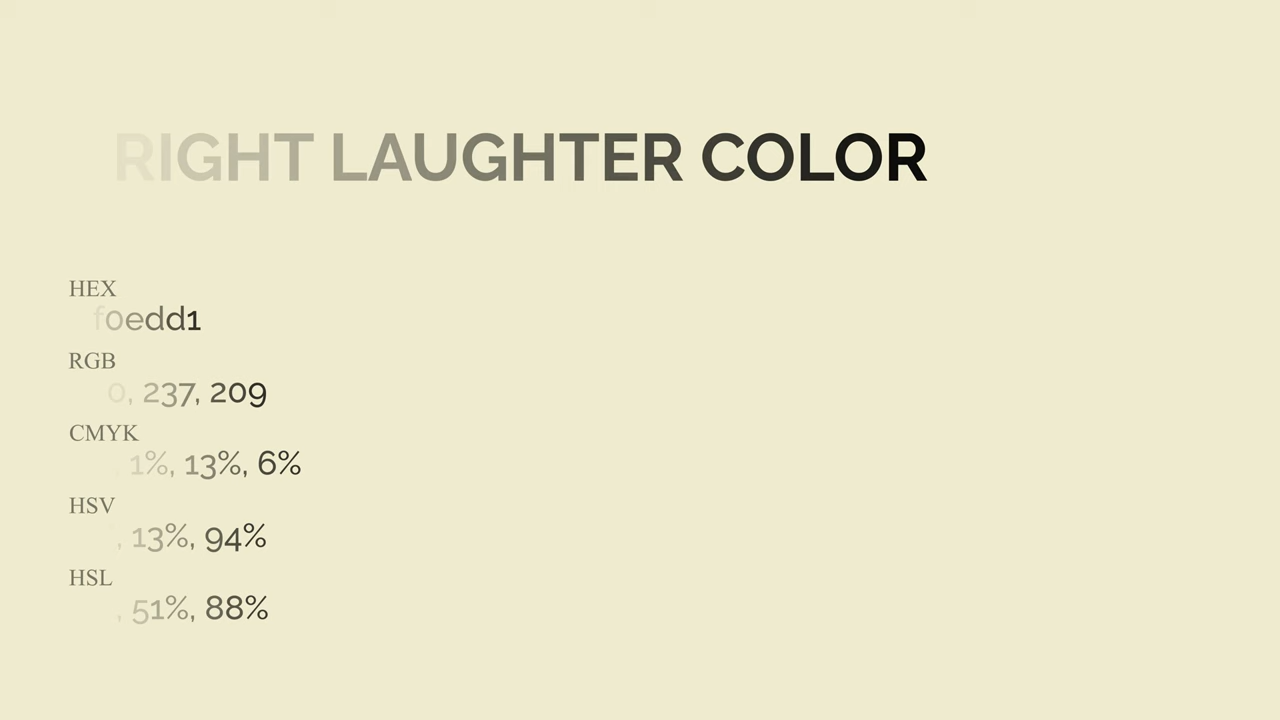 RIGHT LAUGHTER COLOR
HEX
f0edd1
RGB
0, 237, 209
CMYK
, 1%, 13%, 6%
HSV
, 13%, 94%
HSL
, 51%, 88%